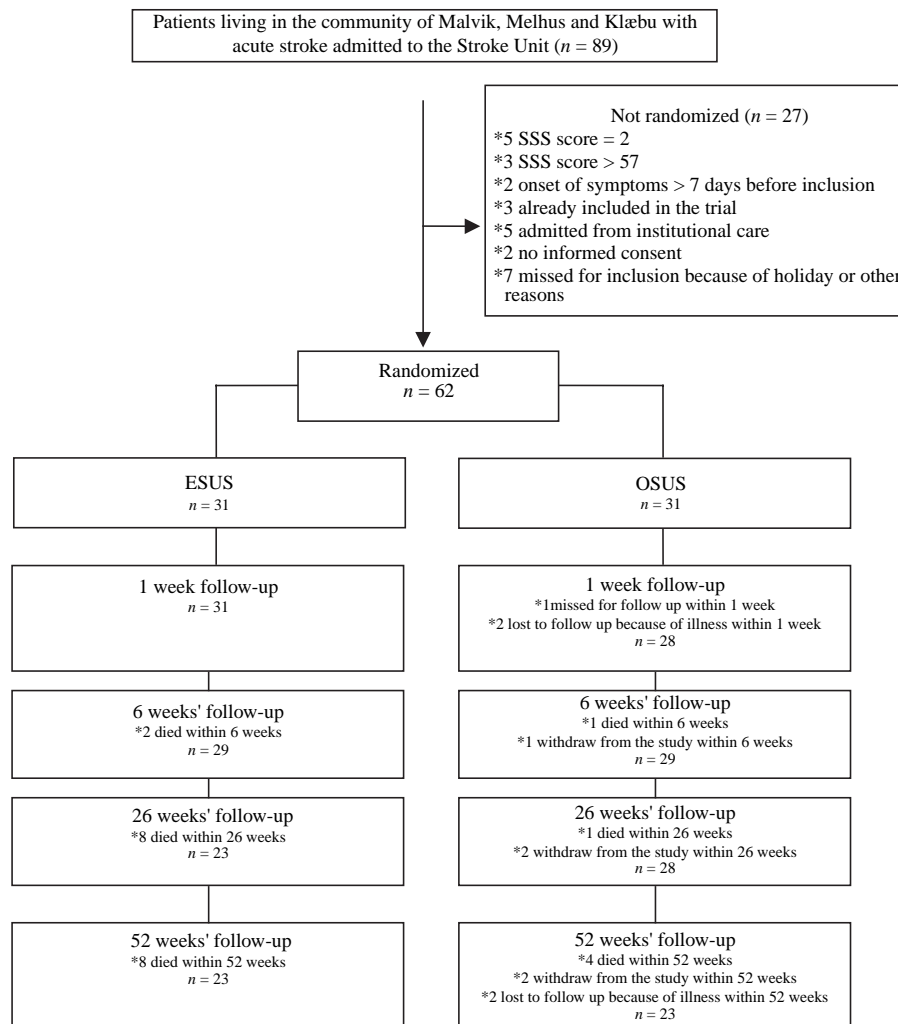 Patients living in the community of Malvik, Melhus and Klæbu with
acute stroke admitted to the Stroke Unit (n = 89)
Not randomized (n = 27)
*5 SSS score = 2
*3 SSS score > 57
*2 onset of symptoms > 7 days before inclusion
*3 already included in the trial
*5 admitted from institutional care
*2 no informed consent
*7 missed for inclusion because of holiday or other
reasons
Randomized
n = 62
ESUS
n = 31
OSUS
n = 31
1 week follow-up
n = 31
1 week follow-up
*1missed for follow up within 1 week
*2 lost to follow up because of illness within 1 week
n = 28
6 weeks' follow-up
*2 died within 6 weeks
n = 29
6 weeks' follow-up
*1 died within 6 weeks
*1 withdraw from the study within 6 weeks
n = 29
26 weeks' follow-up
*8 died within 26 weeks
n = 23
26 weeks' follow-up
*1 died within 26 weeks
*2 withdraw from the study within 26 weeks
n = 28
52 weeks' follow-up
*8 died within 52 weeks
n = 23
52 weeks' follow-up
*4 died within 52 weeks
*2 withdraw from the study within 52 weeks
*2 lost to follow up because of illness within 52 weeks
n = 23